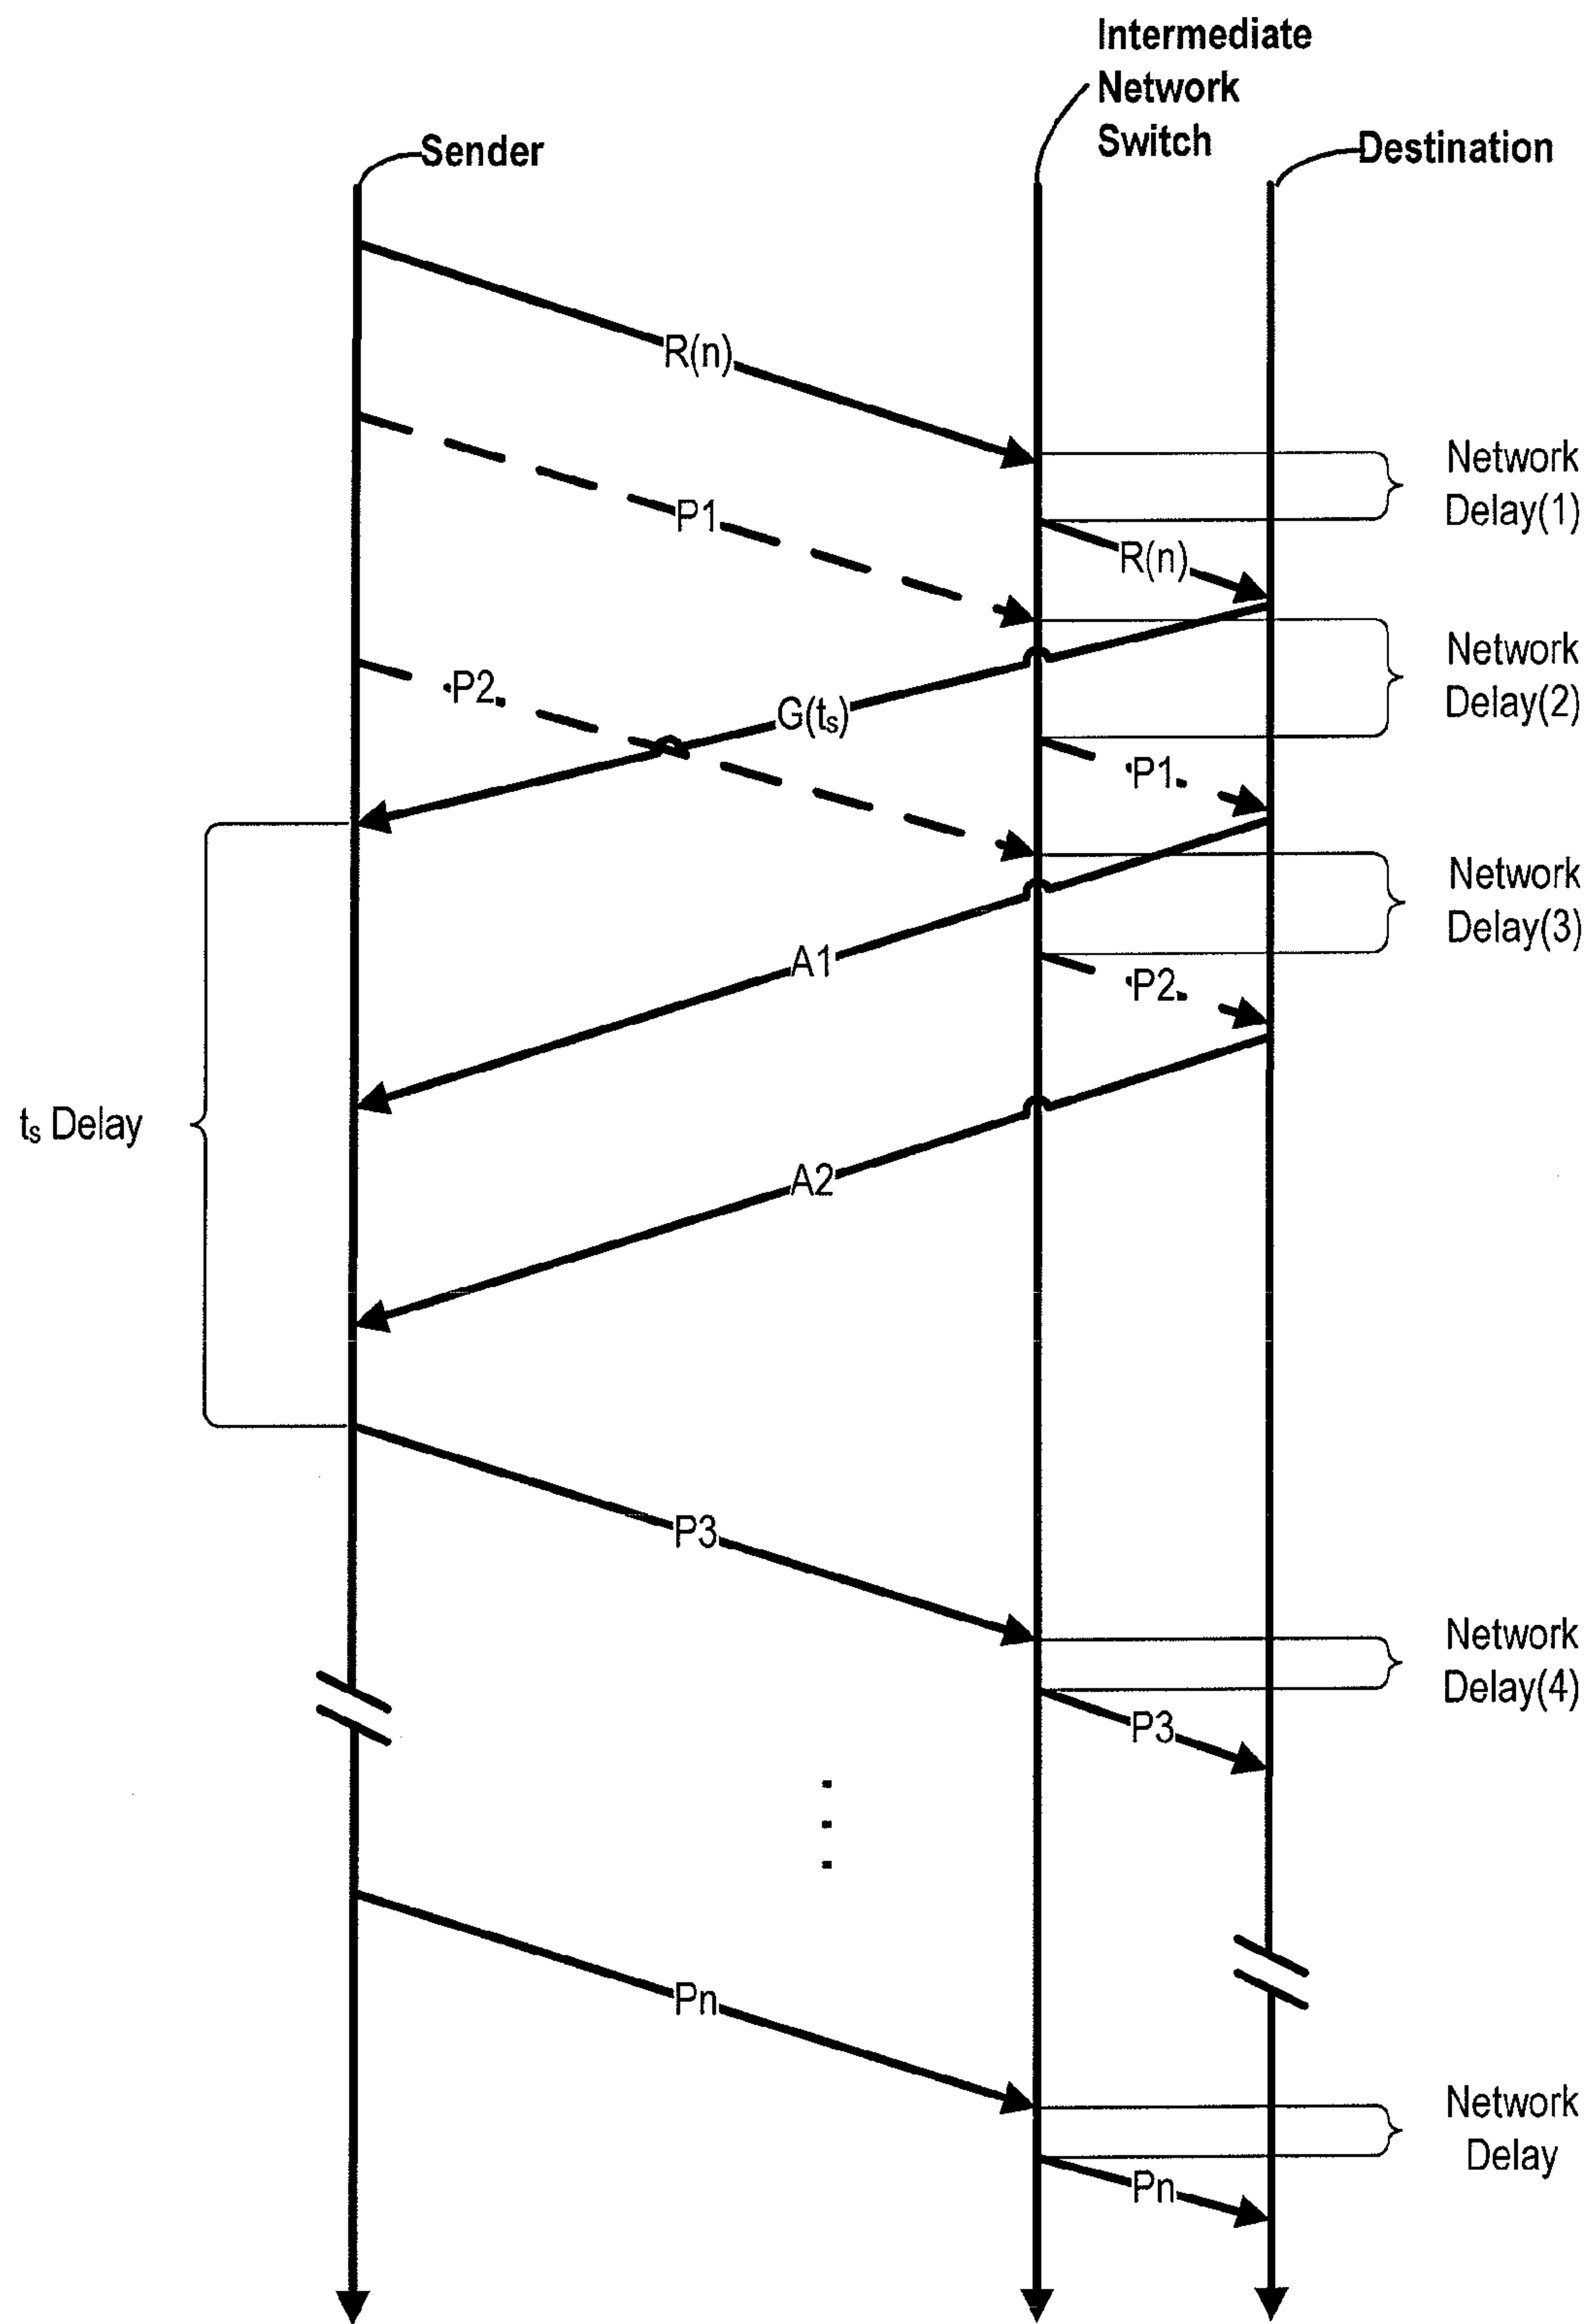 Intermediate
Network
Switch
Sender
Destination
R(n)
Network
Delay(1)
P1
R(n)
Network
Delay(2)
P2
G(ts)
P1
Network
Delay(3)
A1
P2
ts Delay
A2
P3
Network
Delay(4)
P3
Pn
Network
Delay
Pn